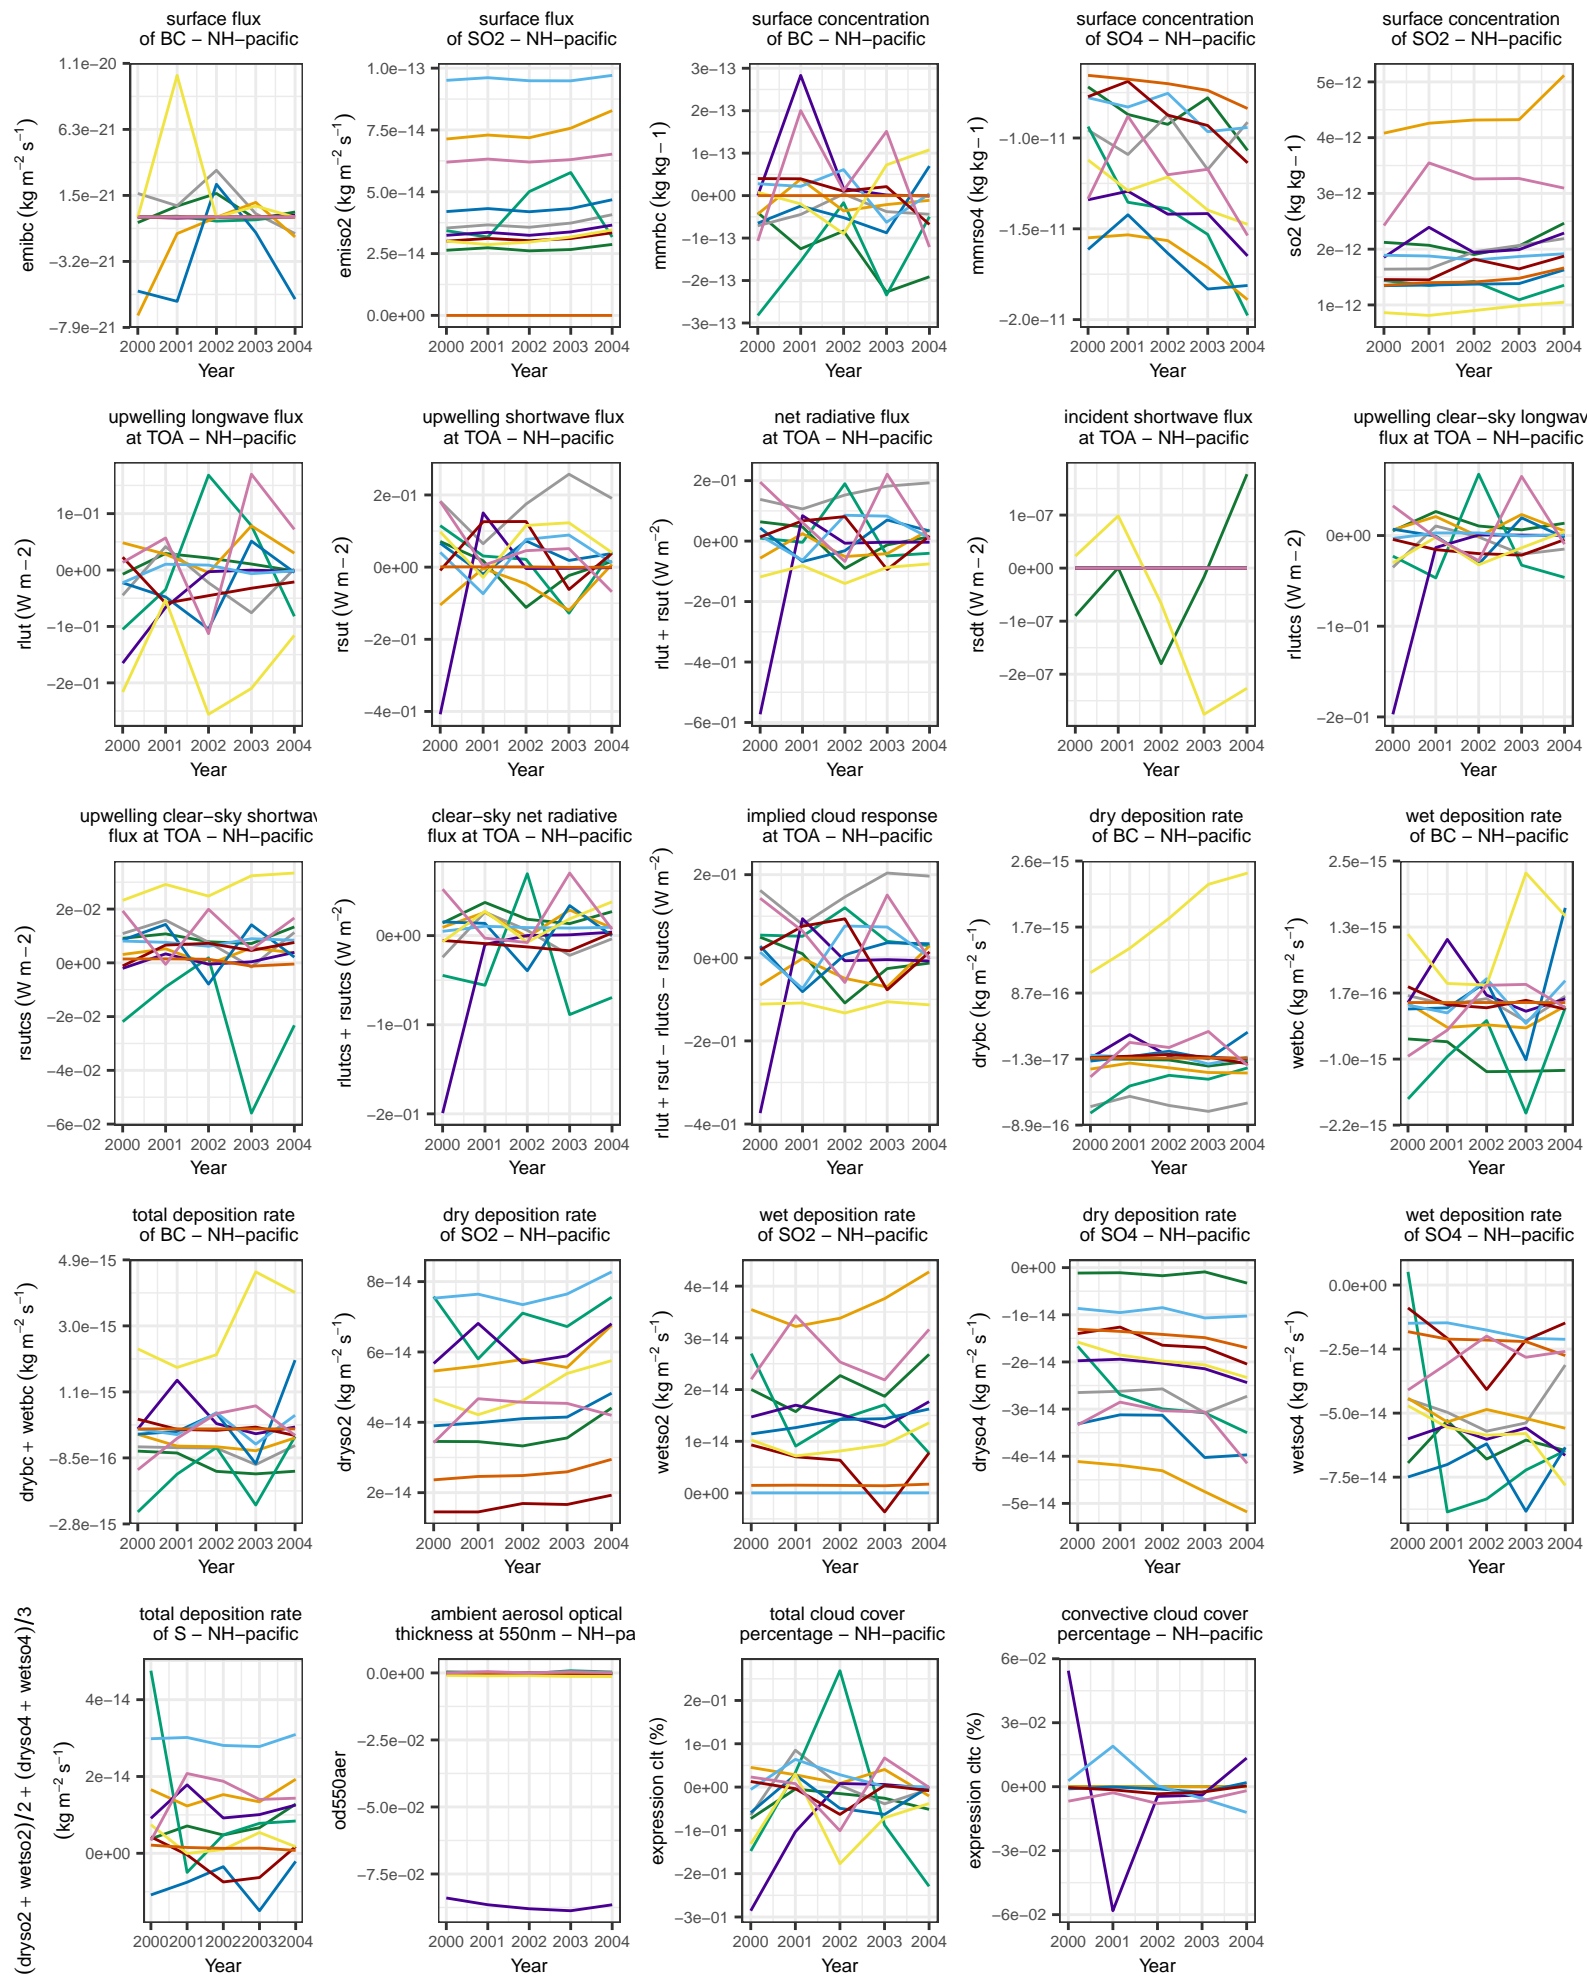 surface flux
of BC − NH−pacific
emibc (kg m−2 s−1)
1.1e−20
6.3e−21
1.5e−21
−3.2e−21
−7.9e−21
2000 2001 2002 2003 2004
Year
surface flux
of SO2 − NH−pacific
emiso2 (kg m−2 s−1)
1.0e−13
7.5e−14
5.0e−14
2.5e−14
0.0e+00
2000 2001 2002 2003 2004
Year
surface concentration
of BC − NH−pacific
mmrbc (kg kg − 1)
3e−13
2e−13
1e−13
0e+00
−1e−13
−2e−13
−3e−13
2000 2001 2002 2003 2004
Year
surface concentration
of SO4 − NH−pacific
mmrso4 (kg kg − 1)
−1.0e−11
−1.5e−11
−2.0e−11
2000 2001 2002 2003 2004
Year
surface concentration
of SO2 − NH−pacific
so2 (kg kg − 1)
5e−12
4e−12
3e−12
2e−12
1e−12
2000 2001 2002 2003 2004
Year
upwelling longwave flux
at TOA − NH−pacific
rlut (W m − 2)
1e−01
0e+00
−1e−01
−2e−01
2000 2001 2002 2003 2004
Year
upwelling shortwave flux
at TOA − NH−pacific
rsut (W m − 2)
2e−01
0e+00
−2e−01
−4e−01
2000 2001 2002 2003 2004
Year
net radiative flux
at TOA − NH−pacific
rlut + rsut (W m−2)
2e−01
0e+00
−2e−01
−4e−01
−6e−01
2000 2001 2002 2003 2004
Year
incident shortwave flux
at TOA − NH−pacific
rsdt (W m − 2)
1e−07
0e+00
−1e−07
−2e−07
2000 2001 2002 2003 2004
Year
upwelling clear−sky longwav
flux at TOA − NH−pacific
rlutcs (W m − 2)
0e+00
−1e−01
−2e−01
2000 2001 2002 2003 2004
Year
upwelling clear−sky shortwav
flux at TOA − NH−pacific
rsutcs (W m − 2)
2e−02
0e+00
−2e−02
−4e−02
−6e−02
2000 2001 2002 2003 2004
Year
clear−sky net radiative
flux at TOA − NH−pacific
rlutcs + rsutcs (W m−2)
0e+00
−1e−01
−2e−01
2000 2001 2002 2003 2004
Year
implied cloud response
at TOA − NH−pacific
rlut + rsut − rlutcs − rsutcs (W m−2)
2e−01
0e+00
−2e−01
−4e−01
2000 2001 2002 2003 2004
Year
dry deposition rate
of BC − NH−pacific
drybc (kg m−2 s−1)
2.6e−15
1.7e−15
8.7e−16
−1.3e−17
−8.9e−16
2000 2001 2002 2003 2004
Year
wet deposition rate
of BC − NH−pacific
wetbc (kg m−2 s−1)
2.5e−15
1.3e−15
1.7e−16
−1.0e−15
−2.2e−15
2000 2001 2002 2003 2004
Year
total deposition rate
of BC − NH−pacific
drybc + wetbc (kg m−2 s−1)
4.9e−15
3.0e−15
1.1e−15
−8.5e−16
−2.8e−15
2000 2001 2002 2003 2004
Year
dry deposition rate
of SO2 − NH−pacific
dryso2 (kg m−2 s−1)
8e−14
6e−14
4e−14
2e−14
2000 2001 2002 2003 2004
Year
wet deposition rate
of SO2 − NH−pacific
wetso2 (kg m−2 s−1)
4e−14
3e−14
2e−14
1e−14
0e+00
2000 2001 2002 2003 2004
Year
dry deposition rate
of SO4 − NH−pacific
dryso4 (kg m−2 s−1)
0e+00
−1e−14
−2e−14
−3e−14
−4e−14
−5e−14
2000 2001 2002 2003 2004
Year
wet deposition rate
of SO4 − NH−pacific
wetso4 (kg m−2 s−1)
0.0e+00
−2.5e−14
−5.0e−14
−7.5e−14
2000 2001 2002 2003 2004
Year
total deposition rate
of S − NH−pacific
(dryso2 + wetso2)/2 + (dryso4 + wetso4)/3
(kg m−2 s−1)
4e−14
2e−14
0e+00
2000 2001 2002 2003 2004
Year
ambient aerosol optical
thickness at 550nm − NH−pa
od550aer
0.0e+00
−2.5e−02
−5.0e−02
−7.5e−02
2000 2001 2002 2003 2004
Year
total cloud cover
percentage − NH−pacific
expression clt (%)
2e−01
1e−01
0e+00
−1e−01
−2e−01
−3e−01
2000 2001 2002 2003 2004
Year
convective cloud cover
percentage − NH−pacific
expression cltc (%)
6e−02
3e−02
0e+00
−3e−02
−6e−02
2000 2001 2002 2003 2004
Year